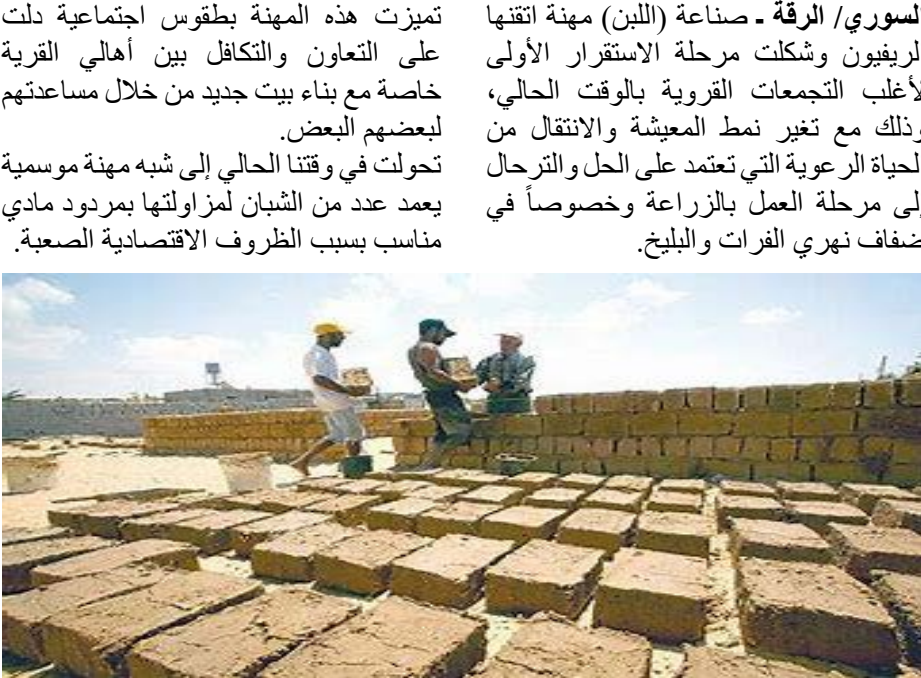 لسوري/ الرقة ـ صناعة (اللبن) مهنة اتقنها
لريفيون وشكلت مرحلة الاستقرار الأولى
لأغلب التجمعات القروية بالوقت الحالي،
وذلك مع تغير نمط المعيشة والانتقال من
لحياة الرعوية التي تعتمد على الحل والترحال
إلى مرحلة العمل بالزراعة وخصوصاً في
ضفاف نهري الفرات والبليخ.
تميزت هذه المهنة بطقوس اجتماعية دلت
على التعاون والتكافل بين أهالي القرية
خاصة مع بناء بيت جديد من خلال مساعدتهم
لبعضهم البعض.
تحولت في وقتنا الحالي إلى شبه مهنة موسمية
يعمد عدد من الشبان لمزاولتها بمردود مادي
مناسب بسبب الظروف الاقتصادية الصعبة.